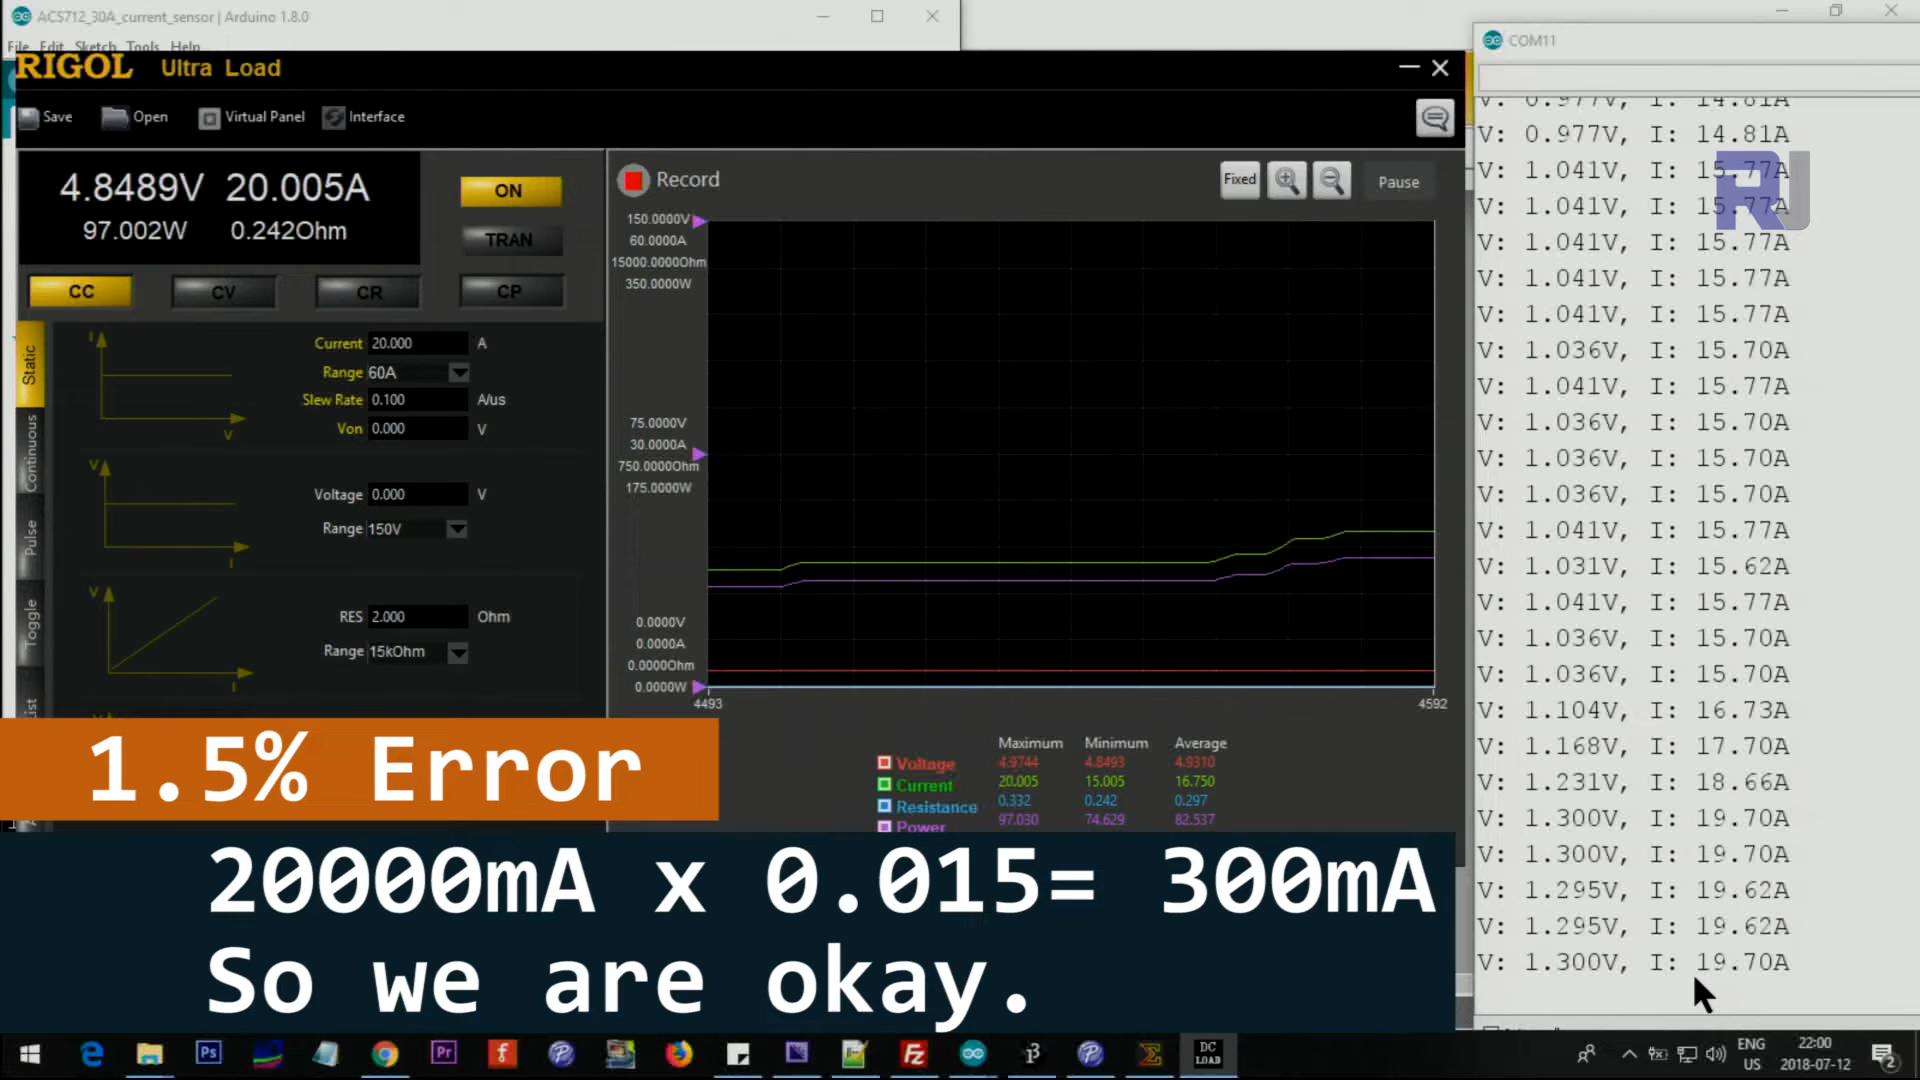 ACS712_30A_current_sensor | Arduino 1.8.0
File Edit Sketch Tools Help
RIGOL Ultra Load
Save Open Virtual Panel Interface
4.8489V 20.005A
97.002W 0.242Ohm
ON
TRAN
CC CV CR CP
Static
Continuous
Pulse
Toggle
Current 20.000 A
Range 60A
Slew Rate 0.100 A/us
Von 0.000 V
V
V
I
Voltage 0.000 V
Range 150V
V
I
RES 2.000 Ohm
Range 15kOhm
Record
Fixed
Pause
150.0000V
60.0000A
15000.0000Ohm
350.0000W
75.0000V
30.0000A
750.0000Ohm
175.0000W
0.0000V
0.0000A
0.0000Ohm
0.0000W
4493 4592
Maximum Minimum Average
Voltage 4.9744 4.8493 4.9310
Current 20.005 15.005 16.750
Resistance 0.332 0.242 0.297
Power 97.030 74.629 82.537
1.5% Error
20000mA x 0.015= 300mA
So we are okay.
COM11
V: 0.977V, I: 14.81A
V: 0.977V, I: 14.81A
V: 1.041V, I: 15.77A
V: 1.041V, I: 15.77A
V: 1.041V, I: 15.77A
V: 1.041V, I: 15.77A
V: 1.041V, I: 15.77A
V: 1.036V, I: 15.70A
V: 1.041V, I: 15.77A
V: 1.036V, I: 15.70A
V: 1.036V, I: 15.70A
V: 1.036V, I: 15.70A
V: 1.041V, I: 15.77A
V: 1.031V, I: 15.62A
V: 1.041V, I: 15.77A
V: 1.036V, I: 15.70A
V: 1.036V, I: 15.70A
V: 1.104V, I: 16.73A
V: 1.168V, I: 17.70A
V: 1.231V, I: 18.66A
V: 1.300V, I: 19.70A
V: 1.300V, I: 19.70A
V: 1.295V, I: 19.62A
V: 1.295V, I: 19.62A
V: 1.300V, I: 19.70A
RJ
Ps
Pr
DC
LOAD
ENG
US
22:00
2018-07-12
2